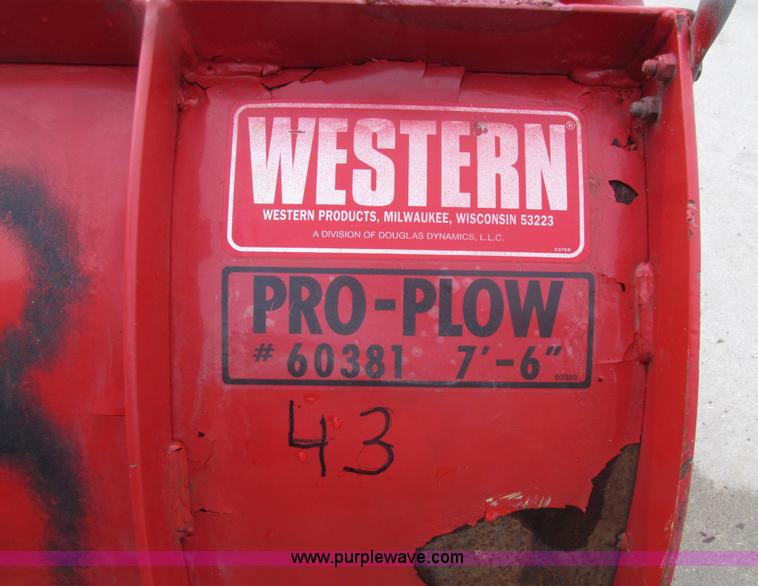 WESTERN®
WESTERN PRODUCTS, MILWAUKEE, WISCONSIN 53223
A DIVISION OF DOUGLAS DYNAMICS, L.L.C.
PRO-PLOW
# 60381 7'-6"
43
www.purplewave.com